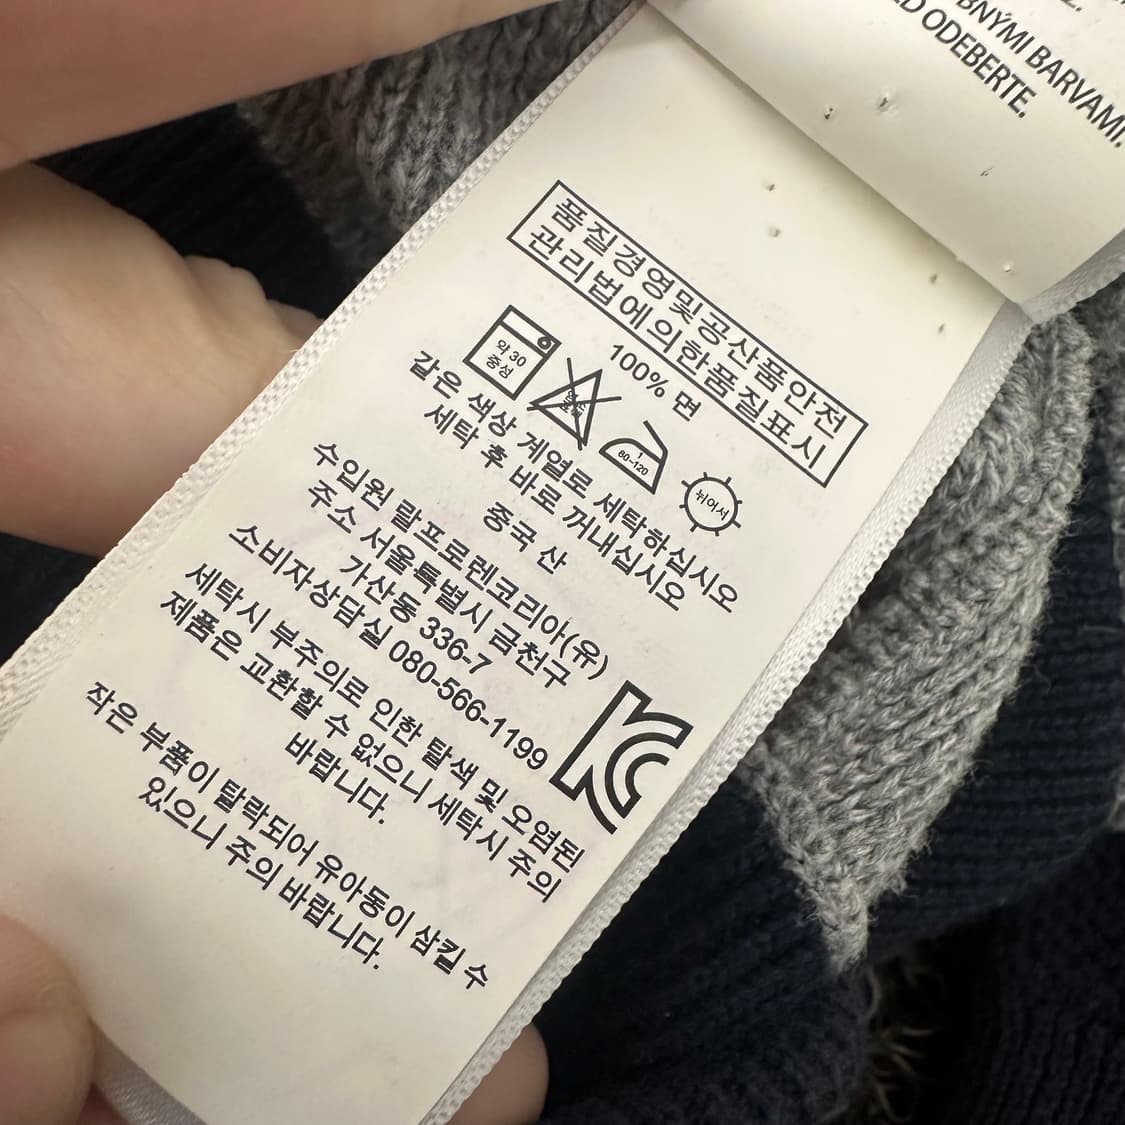 BNÝMI BARVAMI.
D ODEBERTE.
품질경영및공산품안전
관리법에의한품질표시
100% 면
약 30
중성
1
80~120
뉘어서
같은 색상 계열로 세탁하십시오
세탁 후 바로 꺼내십시오
중국 산
수입원 랄프로렌코리아(유)
주소 서울특별시 금천구
가산동 336-7
소비자상담실 080-566-1199
KC
세탁시 부주의로 인한 탈색 및 오염된
제품은 교환할 수 없으니 세탁시 주의
바랍니다.
작은 부품이 탈락되어 유아동이 삼킬 수
있으니 주의 바랍니다.